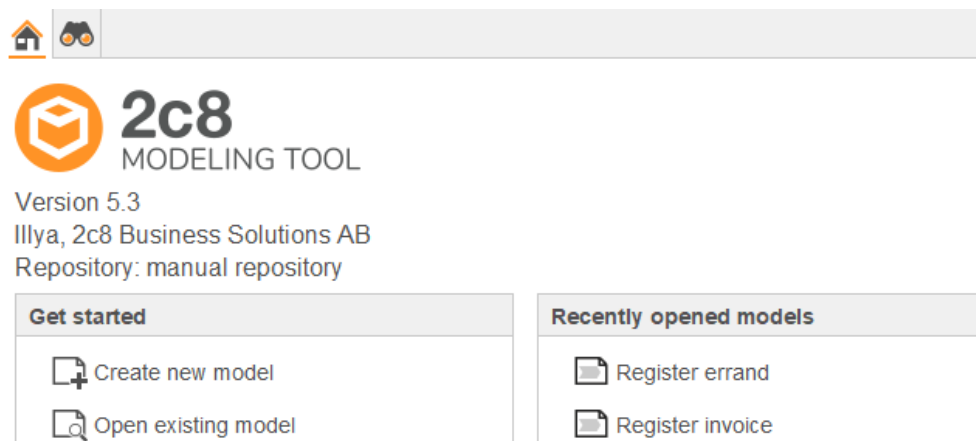 2c8
MODELING TOOL
Version 5.3
Illya, 2c8 Business Solutions AB
Repository: manual repository
Get started
Create new model
Open existing model
Recently opened models
Register errand
Register invoice